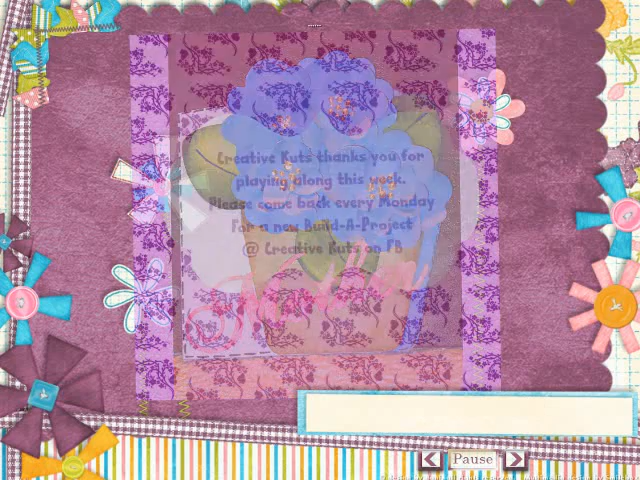 Creative Kuts thanks you for
playing along this week.
Please come back every Monday
For a new Build-A-Project
@ Creative Kuts on FB
Pause